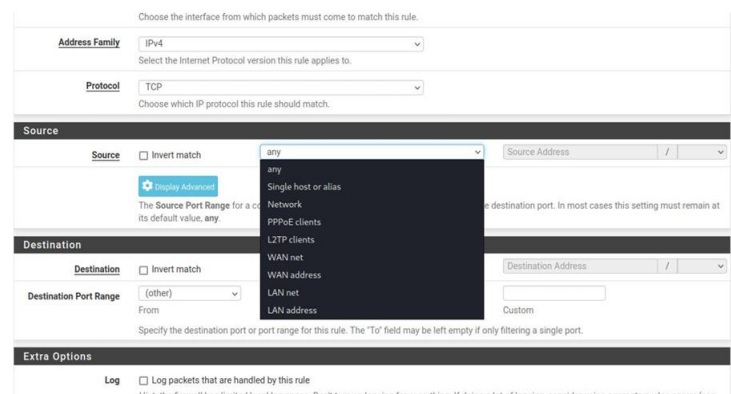 Choose the interface from which packets must come to match this rule.
Address Family IPv4
Select the Internet Protocol version this rule applies to.
Protocol TCP
Choose which IP protocol this rule should match.
Source
Source Invert match any Source Address /
any
Display Advanced Single host or alias
The Source Port Range for a co Network e destination port. In most cases this setting must remain at
its default value, any. PPPoE clients
L2TP clients
Destination
WAN net
Destination Invert match WAN address Destination Address /
LAN net
Destination Port Range (other)
From LAN address Custom
Specify the destination port or port range for this rule. The "To" field may be left empty if only filtering a single port.
Extra Options
Log Log packets that are handled by this rule